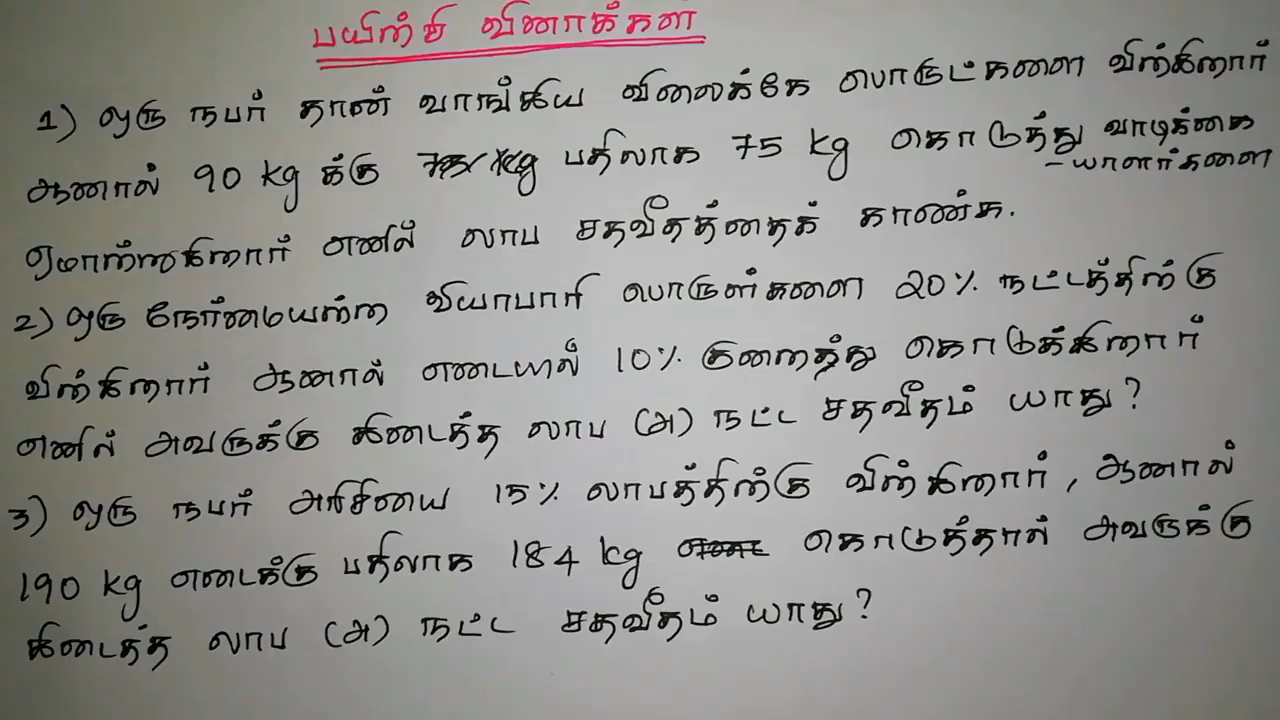 பயிற்சி வினாக்கள்
1) ஒரு நபர் தான் வாங்கிய விலைக்கே பொருட்களை விற்கிறார்
ஆனால் 90 kg க்கு பதிலாக 75 kg கொடுத்து வாடிக்கை
-யாளர்களை
ஏமாற்றுகிறார் எனில் லாப சதவீதத்தைக் காண்க.
2) ஒரு நேர்மையற்ற வியாபாரி பொருள்களை 20% நட்டத்திற்கு
விற்கிறார் ஆனால் எடையில் 10% குறைத்து கொடுக்கிறார்
எனில் அவருக்கு கிடைத்த லாப (அ) நட்ட சதவீதம் யாது?
3) ஒரு நபர் அரிசியை 15% லாபத்திற்கு விற்கிறார், ஆனால்
190 kg எடைக்கு பதிலாக 184 kg கொடுத்தால் அவருக்கு
கிடைத்த லாப (அ) நட்ட சதவீதம் யாது?